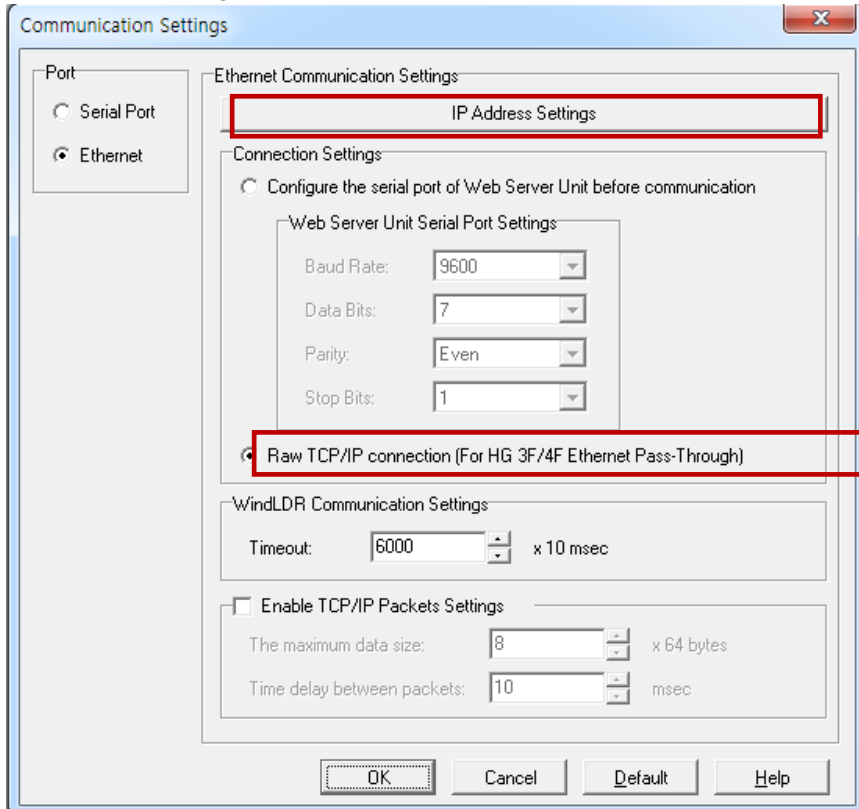 Communication Settings
Port
Serial Port
Ethernet
Ethernet Communication Settings
IP Address Settings
Connection Settings
Configure the serial port of Web Server Unit before communication
Web Server Unit Serial Port Settings
Baud Rate: 9600
Data Bits: 7
Parity: Even
Stop Bits: 1
Raw TCP/IP connection (For HG 3F/4F Ethernet Pass-Through)
WindLDR Communication Settings
Timeout: 6000 x 10 msec
Enable TCP/IP Packets Settings
The maximum data size: 8 x 64 bytes
Time delay between packets: 10 msec
OK Cancel Default Help